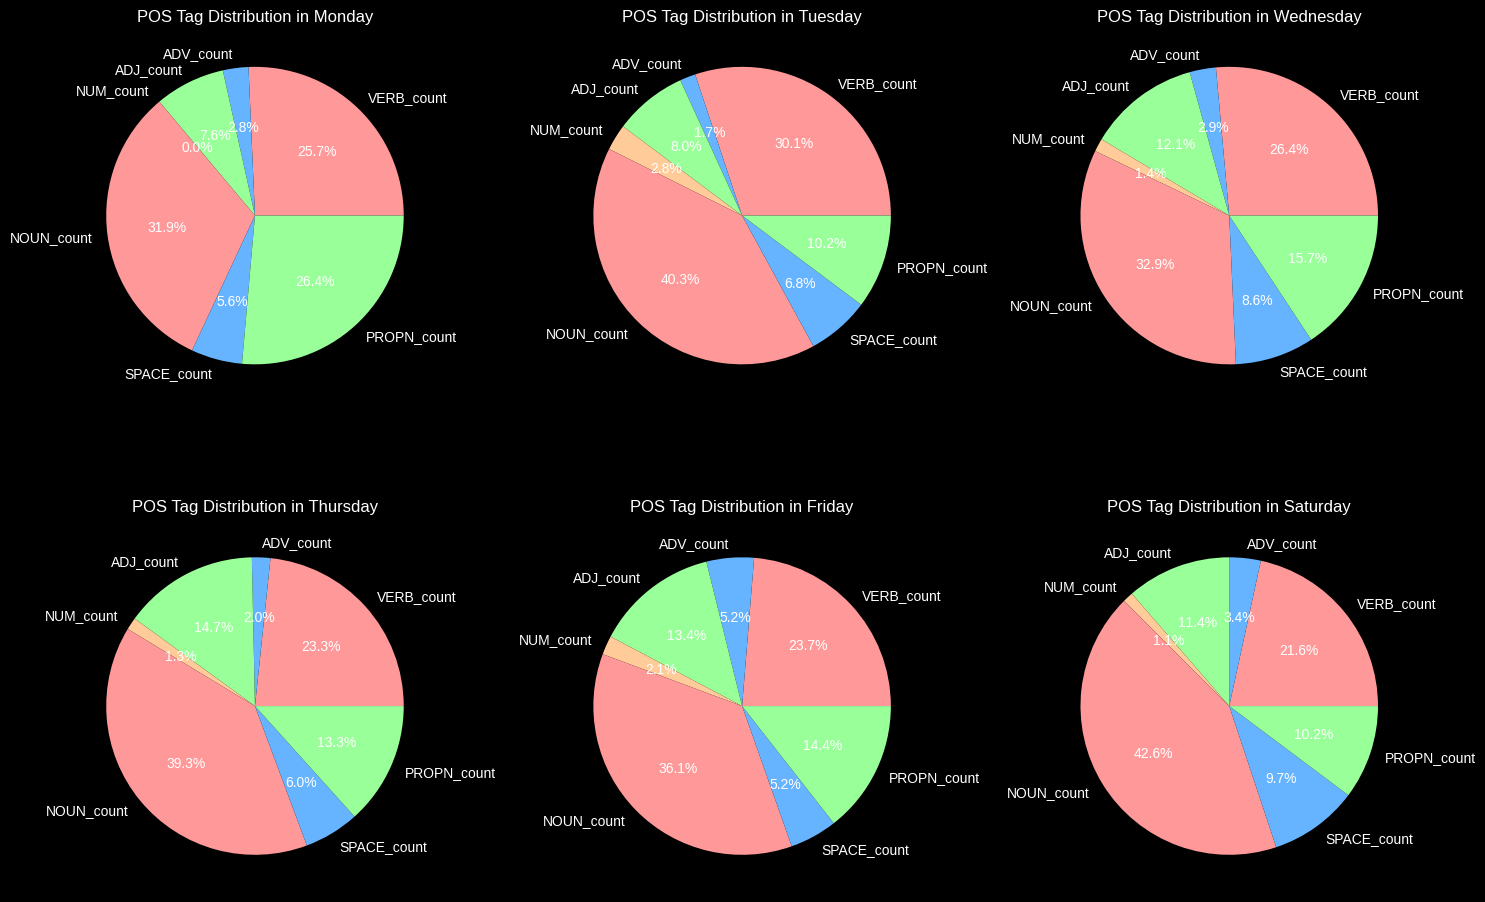 POS Tag Distribution in Monday
VERB_count
25.7%
ADV_count
2.8%
ADJ_count
7.6%
NUM_count
0.0%
NOUN_count
31.9%
SPACE_count
5.6%
PROPN_count
26.4%
POS Tag Distribution in Tuesday
VERB_count
30.1%
ADV_count
1.7%
ADJ_count
8.0%
NUM_count
2.8%
NOUN_count
40.3%
SPACE_count
6.8%
PROPN_count
10.2%
POS Tag Distribution in Wednesday
VERB_count
26.4%
ADV_count
2.9%
ADJ_count
12.1%
NUM_count
1.4%
NOUN_count
32.9%
SPACE_count
8.6%
PROPN_count
15.7%
POS Tag Distribution in Thursday
VERB_count
23.3%
ADV_count
2.0%
ADJ_count
14.7%
NUM_count
1.3%
NOUN_count
39.3%
SPACE_count
6.0%
PROPN_count
13.3%
POS Tag Distribution in Friday
VERB_count
23.7%
ADV_count
5.2%
ADJ_count
13.4%
NUM_count
2.1%
NOUN_count
36.1%
SPACE_count
5.2%
PROPN_count
14.4%
POS Tag Distribution in Saturday
VERB_count
21.6%
ADV_count
3.4%
ADJ_count
11.4%
NUM_count
1.1%
NOUN_count
42.6%
SPACE_count
9.7%
PROPN_count
10.2%